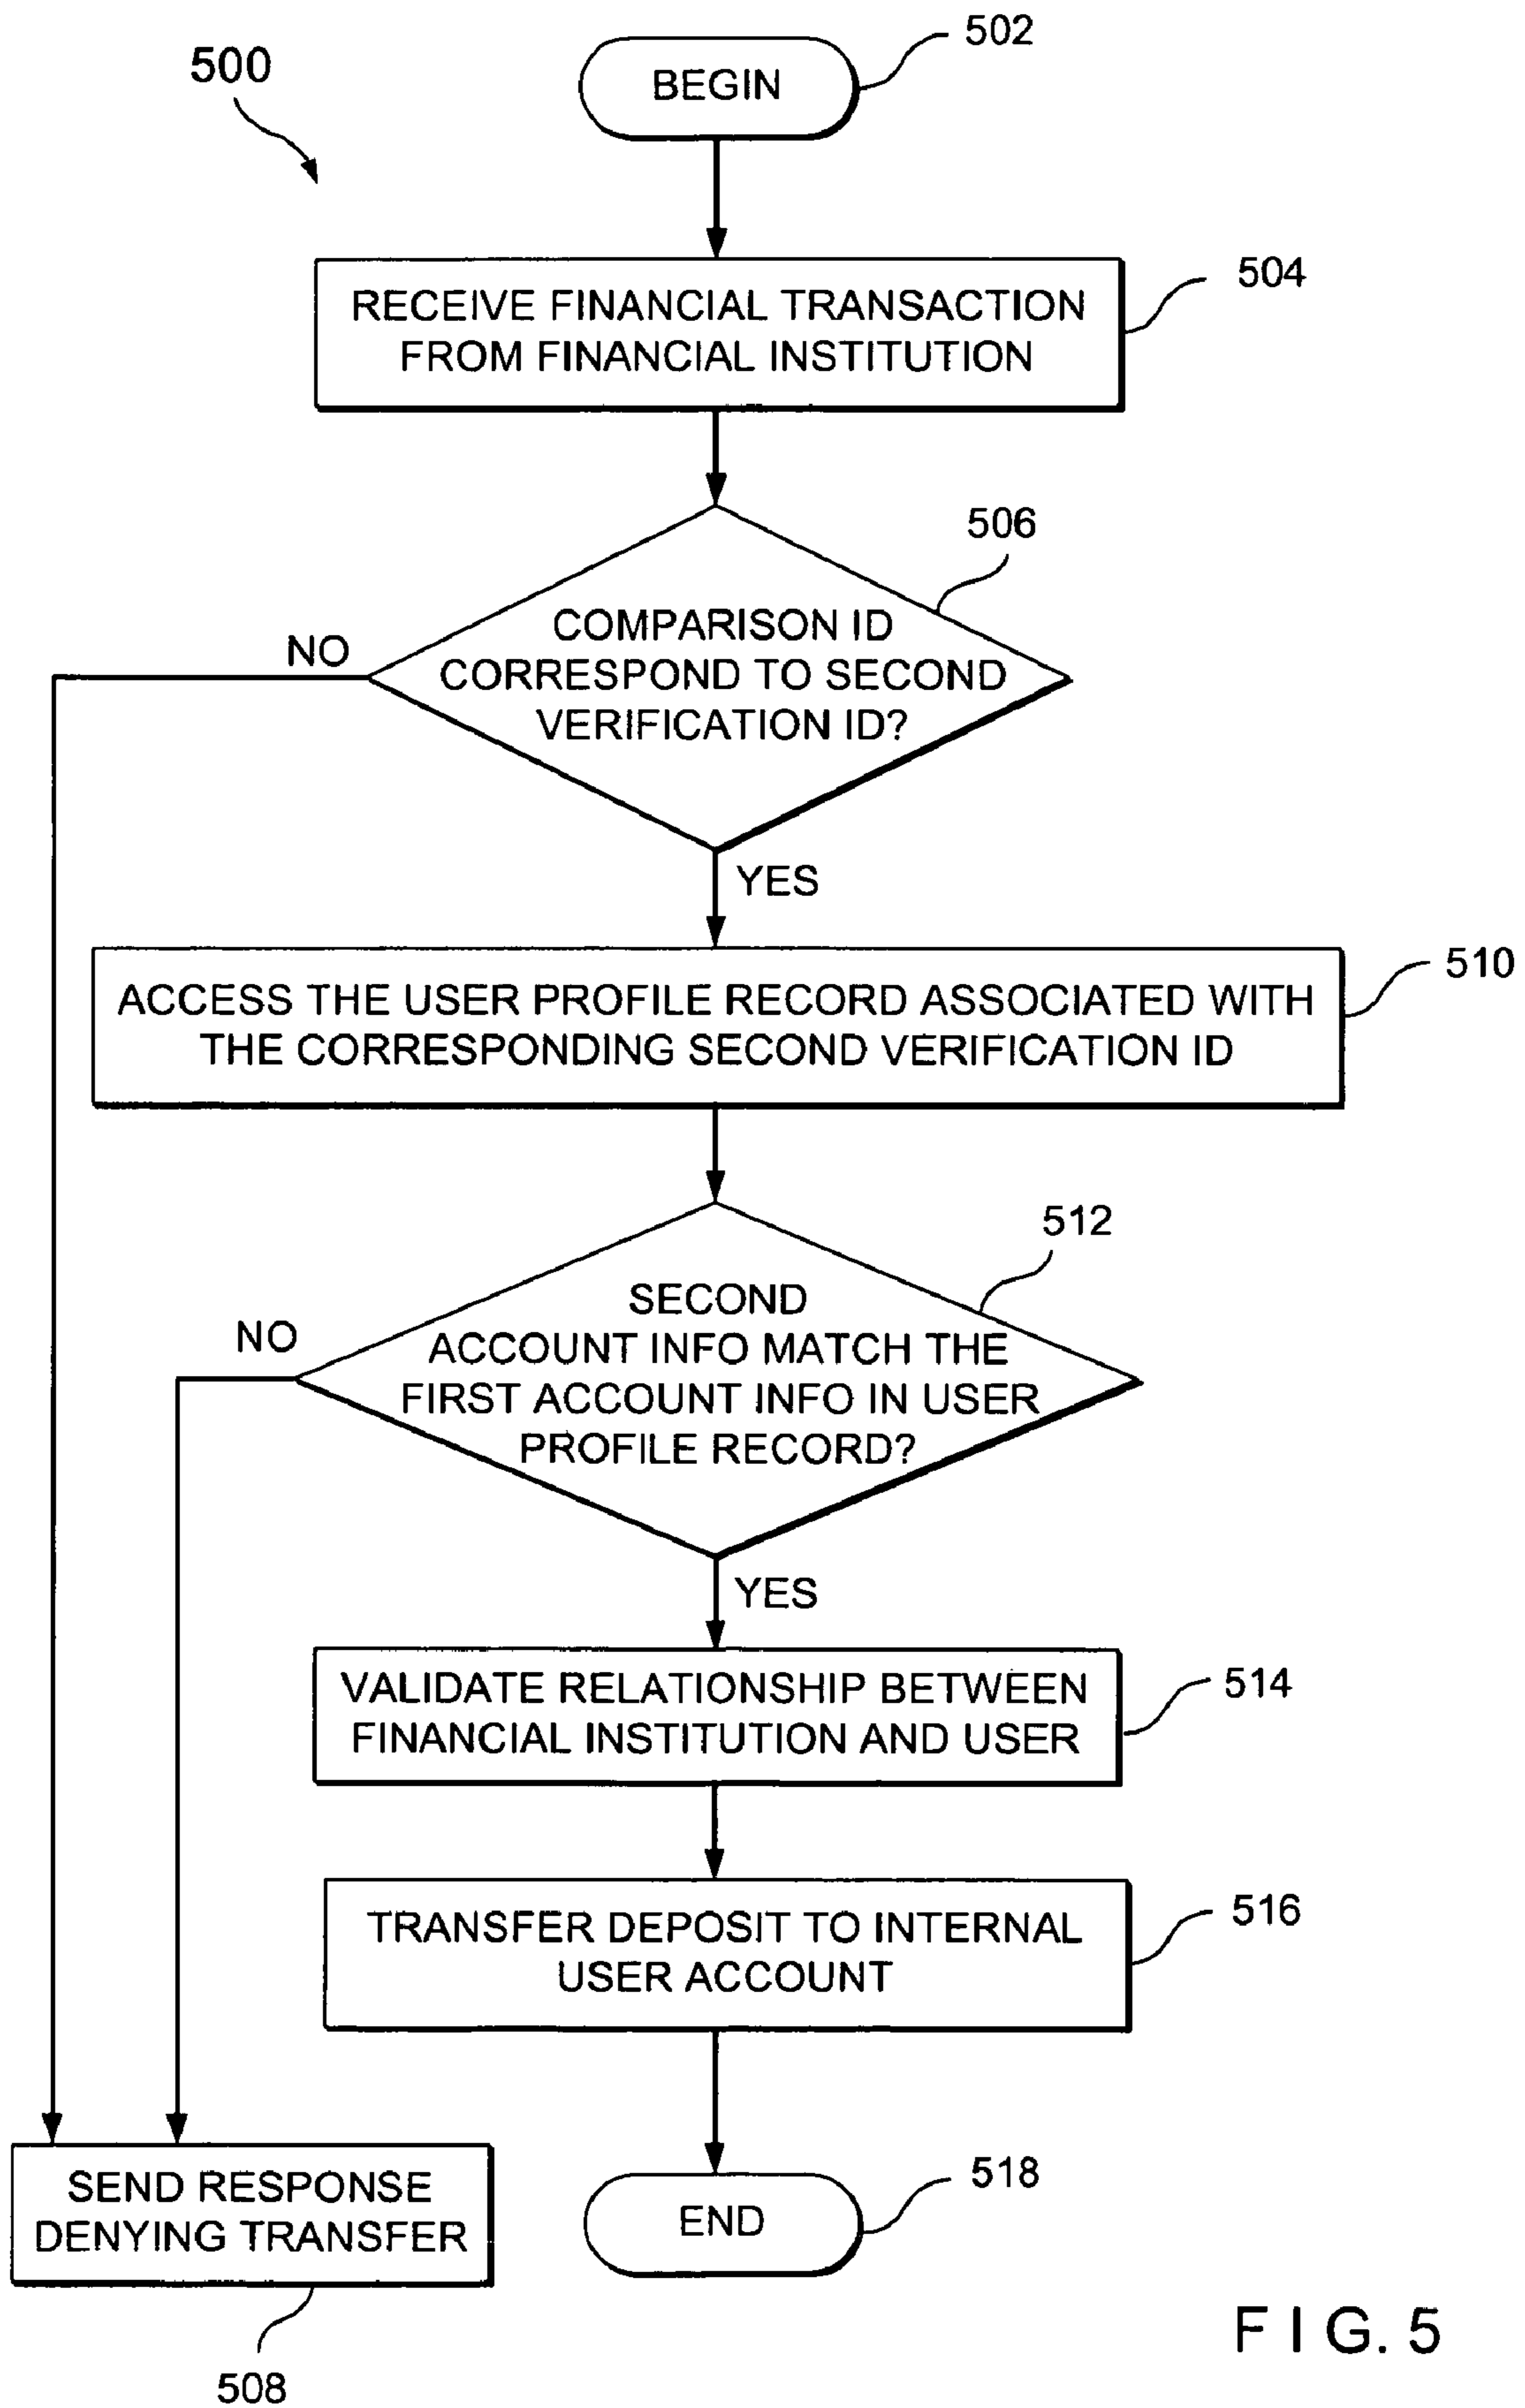 500
BEGIN
502
RECEIVE FINANCIAL TRANSACTION
FROM FINANCIAL INSTITUTION
504
506
COMPARISON ID
CORRESPOND TO SECOND
VERIFICATION ID?
NO
YES
ACCESS THE USER PROFILE RECORD ASSOCIATED WITH
THE CORRESPONDING SECOND VERIFICATION ID
510
512
SECOND
ACCOUNT INFO MATCH THE
FIRST ACCOUNT INFO IN USER
PROFILE RECORD?
NO
YES
VALIDATE RELATIONSHIP BETWEEN
FINANCIAL INSTITUTION AND USER
514
TRANSFER DEPOSIT TO INTERNAL
USER ACCOUNT
516
SEND RESPONSE
DENYING TRANSFER
508
END
518
FIG. 5